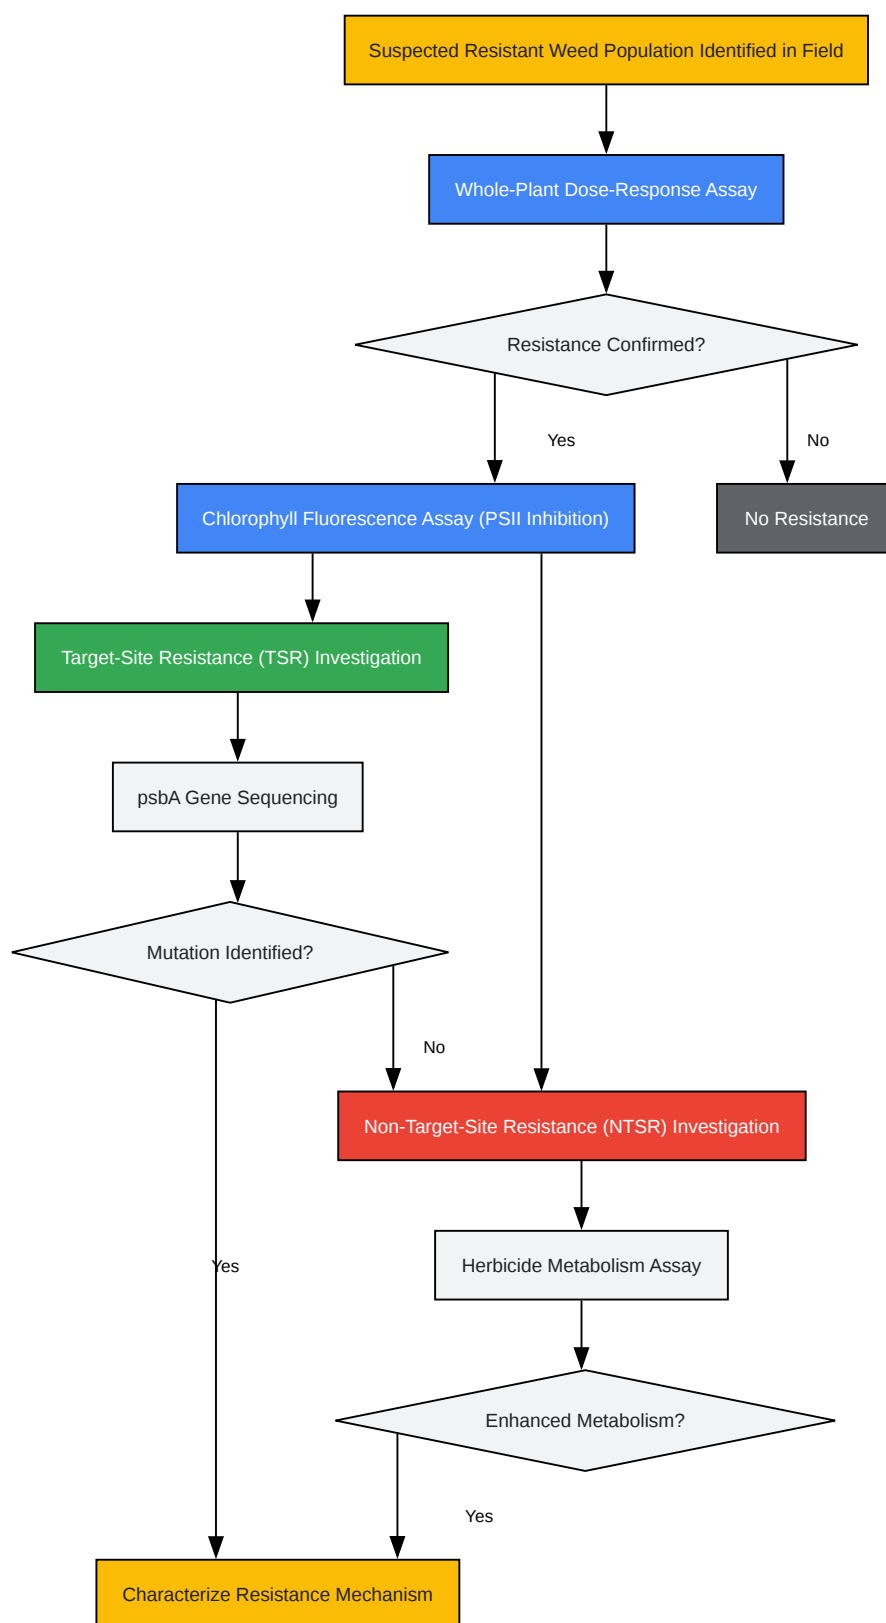 Suspected Resistant Weed Population Identified in Field
Whole-Plant Dose-Response Assay
Resistance Confirmed?
Yes
No
Chlorophyll Fluorescence Assay (PSII Inhibition)
No Resistance
Target-Site Resistance (TSR) Investigation
psbA Gene Sequencing
Mutation Identified?
No
Non-Target-Site Resistance (NTSR) Investigation
Yes
Herbicide Metabolism Assay
Enhanced Metabolism?
Yes
Characterize Resistance Mechanism